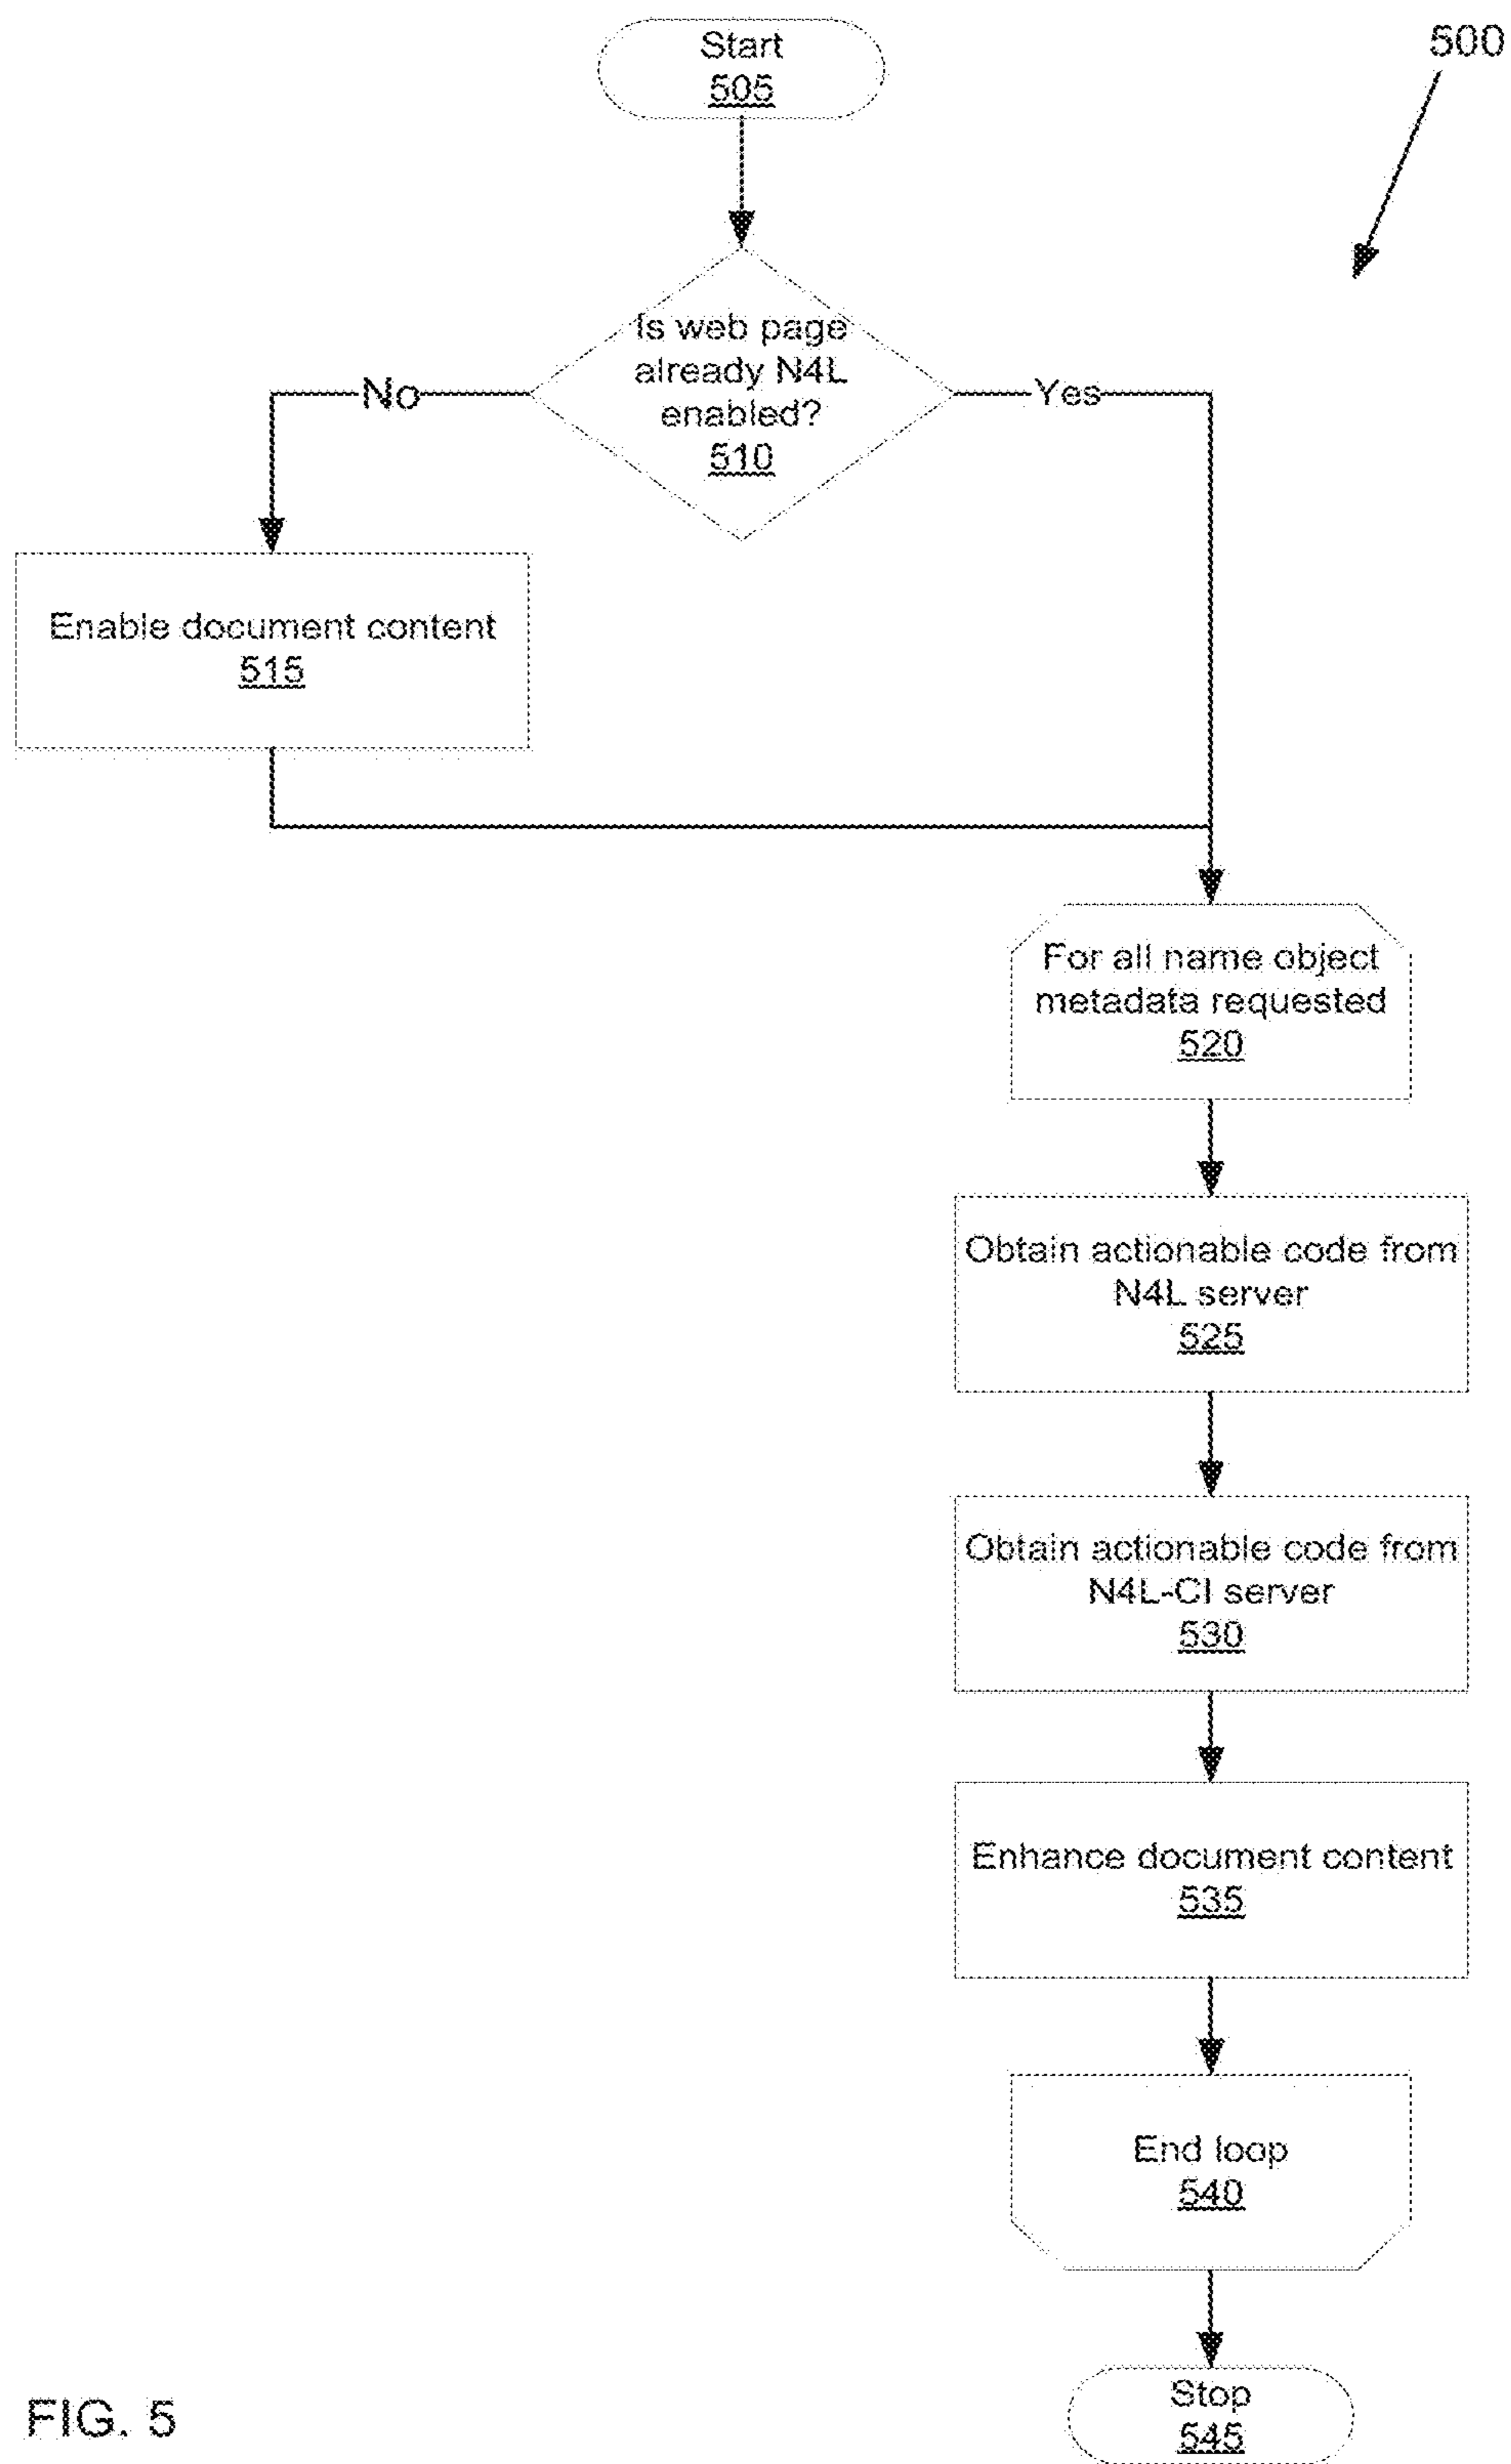 Start
505
500
Is web page
already N4L
enabled?
510
No
Yes
Enable document content
515
For all name object
metadata requested
520
Obtain actionable code from
N4L server
525
Obtain actionable code from
N4L-CI server
530
Enhance document content
535
End loop
540
Stop
545
FIG. 5